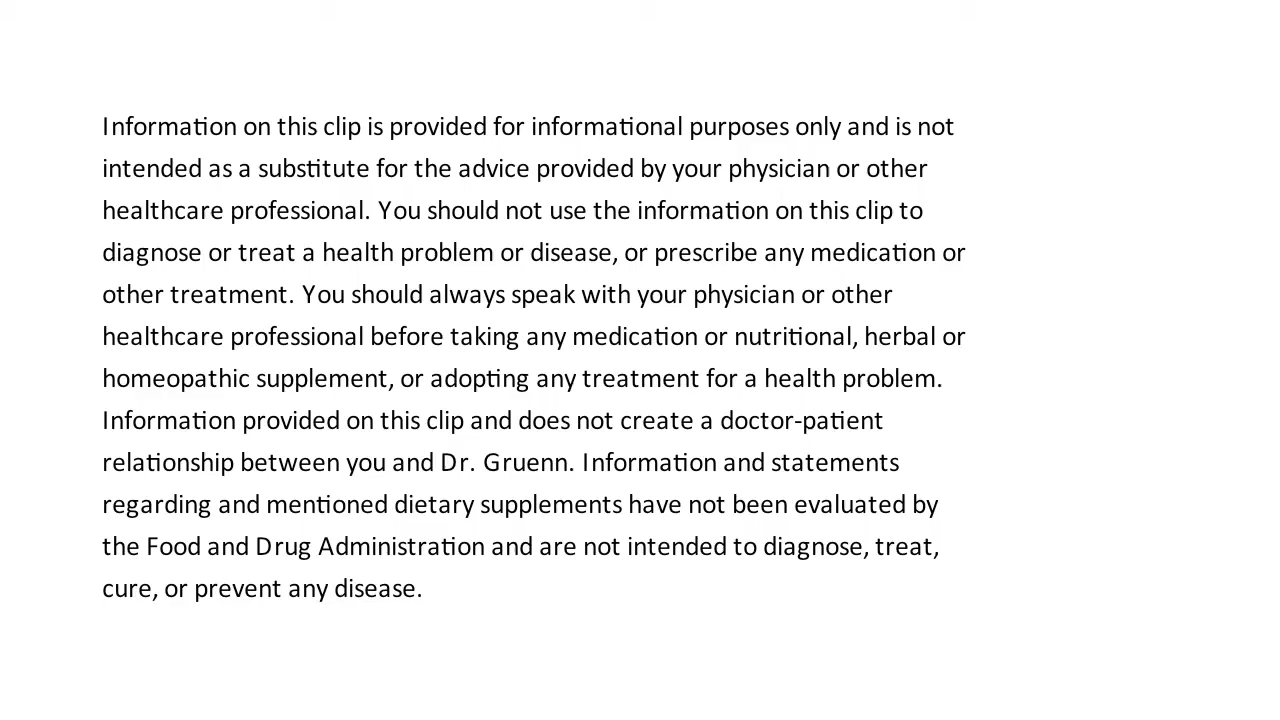 Information on this clip is provided for informational purposes only and is not
intended as a substitute for the advice provided by your physician or other
healthcare professional. You should not use the information on this clip to
diagnose or treat a health problem or disease, or prescribe any medication or
other treatment. You should always speak with your physician or other
healthcare professional before taking any medication or nutritional, herbal or
homeopathic supplement, or adopting any treatment for a health problem.
Information provided on this clip and does not create a doctor-patient
relationship between you and Dr. Gruenn. Information and statements
regarding and mentioned dietary supplements have not been evaluated by
the Food and Drug Administration and are not intended to diagnose, treat,
cure, or prevent any disease.